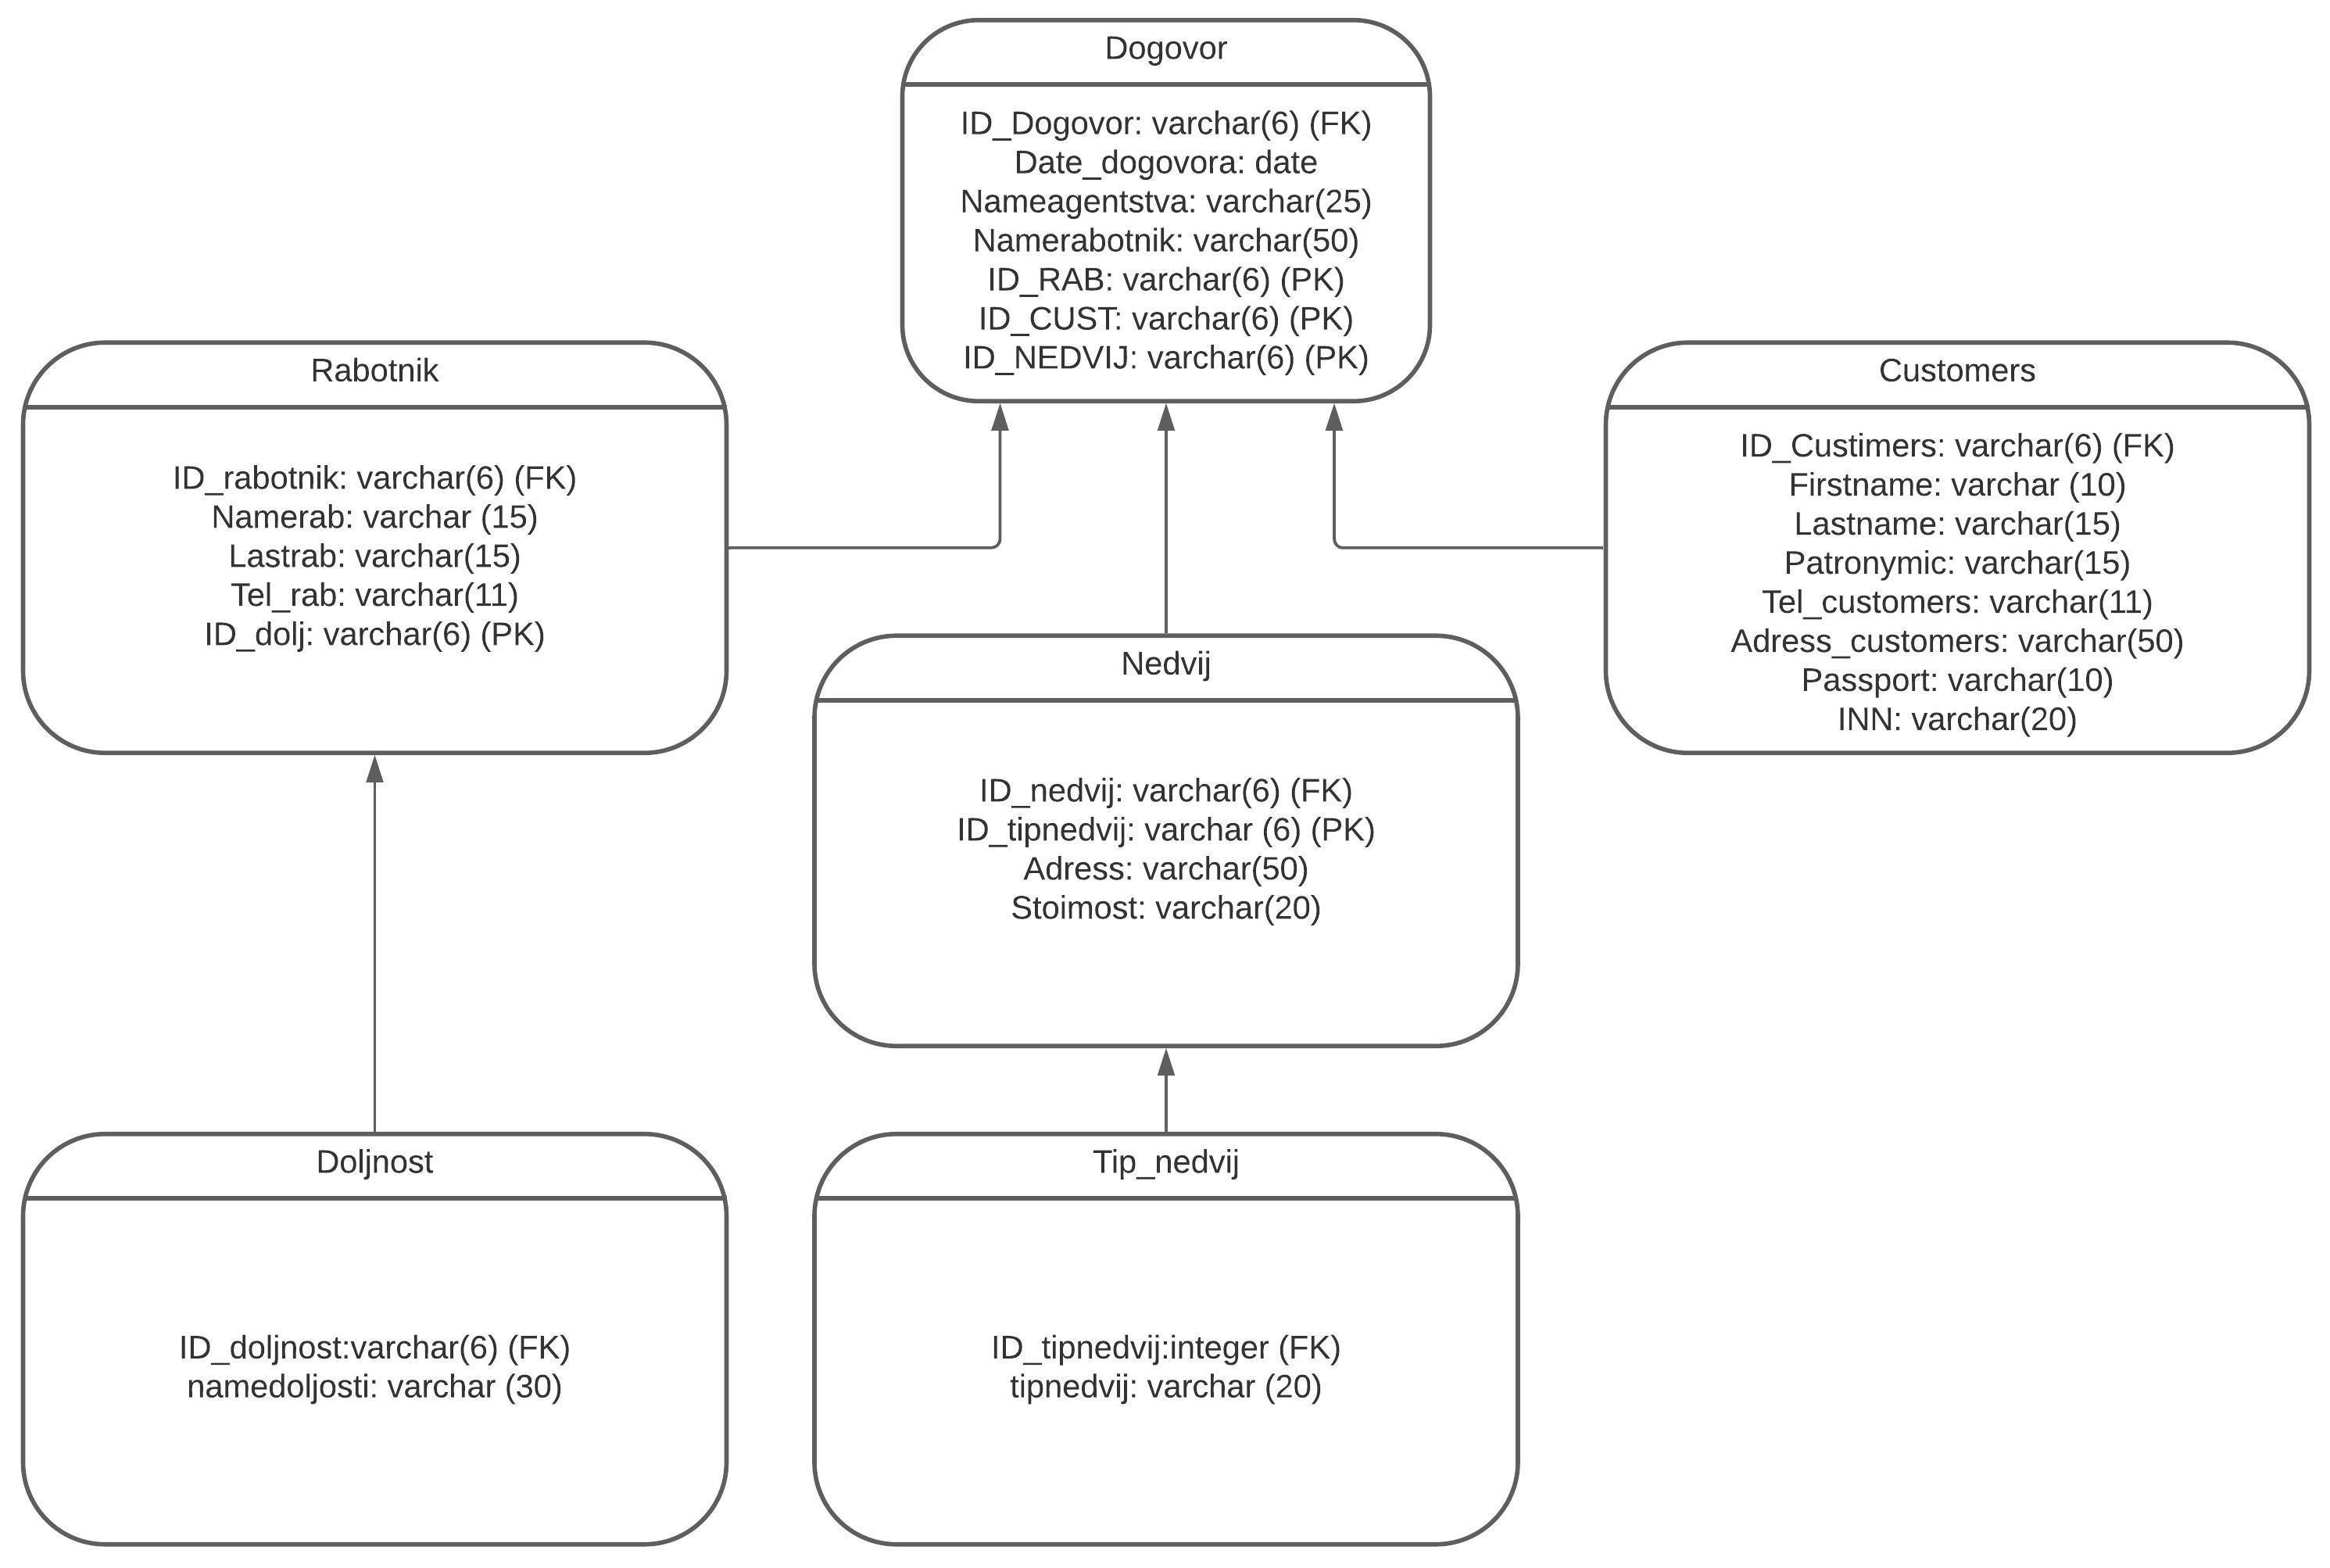 Dogovor
ID_Dogovor: varchar(6) (FK)
Date_dogovora: date
Nameagentstva: varchar(25)
Namerabotnik: varchar(50)
ID_RAB: varchar(6) (PK)
ID_CUST: varchar(6) (PK)
ID_NEDVIJ: varchar(6) (PK)
Rabotnik
ID_rabotnik: varchar(6) (FK)
Namerab: varchar (15)
Lastrab: varchar(15)
Tel_rab: varchar(11)
ID_dolj: varchar(6) (PK)
Customers
ID_Custimers: varchar(6) (FK)
Firstname: varchar (10)
Lastname: varchar(15)
Patronymic: varchar(15)
Tel_customers: varchar(11)
Adress_customers: varchar(50)
Passport: varchar(10)
INN: varchar(20)
Nedvij
ID_nedvij: varchar(6) (FK)
ID_tipnedvij: varchar (6) (PK)
Adress: varchar(50)
Stoimost: varchar(20)
Doljnost
ID_doljnost:varchar(6) (FK)
namedoljosti: varchar (30)
Tip_nedvij
ID_tipnedvij:integer (FK)
tipnedvij: varchar (20)